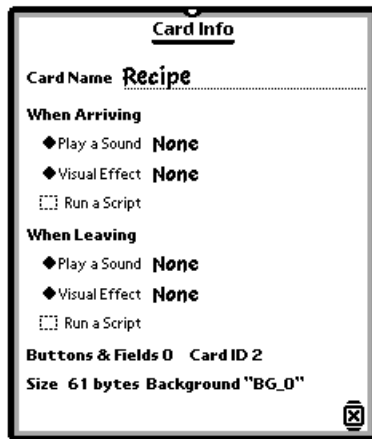 Card Info
Card Name Recipe
When Arriving
◆Play a Sound None
◆Visual Effect None
Run a Script
When Leaving
◆Play a Sound None
◆Visual Effect None
Run a Script
Buttons & Fields 0 Card ID 2
Size 61 bytes Background "BG_0"